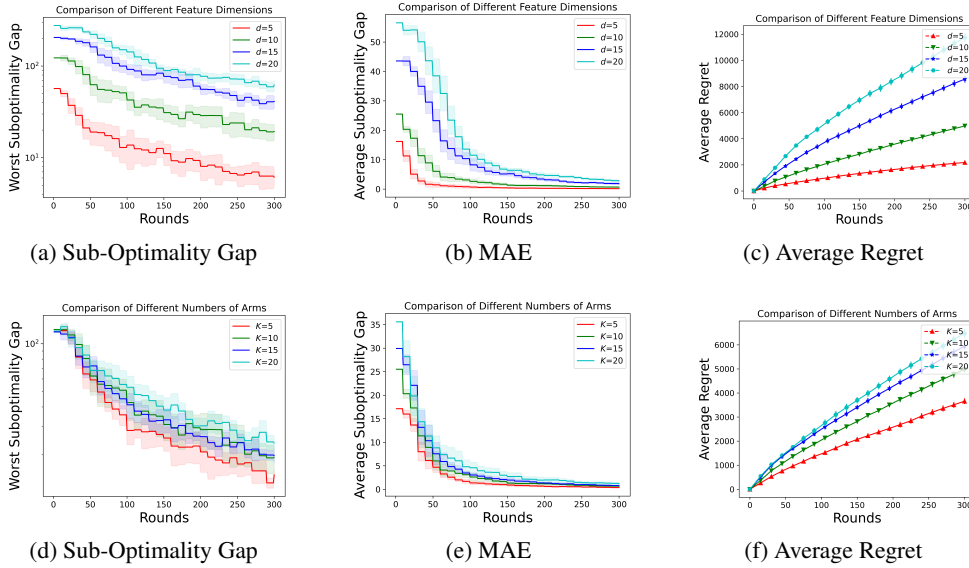 Comparison of Different Feature Dimensions
Worst Suboptimality Gap
10²
10¹
d=5
d=10
d=15
d=20
0 50 100 150 200 250 300
Rounds
(a) Sub-Optimality Gap
Comparison of Different Feature Dimensions
Average Suboptimality Gap
50
40
30
20
10
0
d=5
d=10
d=15
d=20
0 50 100 150 200 250 300
Rounds
(b) MAE
Comparison of Different Feature Dimensions
Average Regret
12000
10000
8000
6000
4000
2000
0
d=5
d=10
d=15
d=20
0 50 100 150 200 250 300
Rounds
(c) Average Regret
Comparison of Different Numbers of Arms
Worst Suboptimality Gap
10²
K=5
K=10
K=15
K=20
0 50 100 150 200 250 300
Rounds
(d) Sub-Optimality Gap
Comparison of Different Numbers of Arms
Average Suboptimality Gap
35
30
25
20
15
10
5
0
K=5
K=10
K=15
K=20
0 50 100 150 200 250 300
Rounds
(e) MAE
Comparison of Different Numbers of Arms
Average Regret
6000
5000
4000
3000
2000
1000
0
K=5
K=10
K=15
K=20
0 50 100 150 200 250 300
Rounds
(f) Average Regret